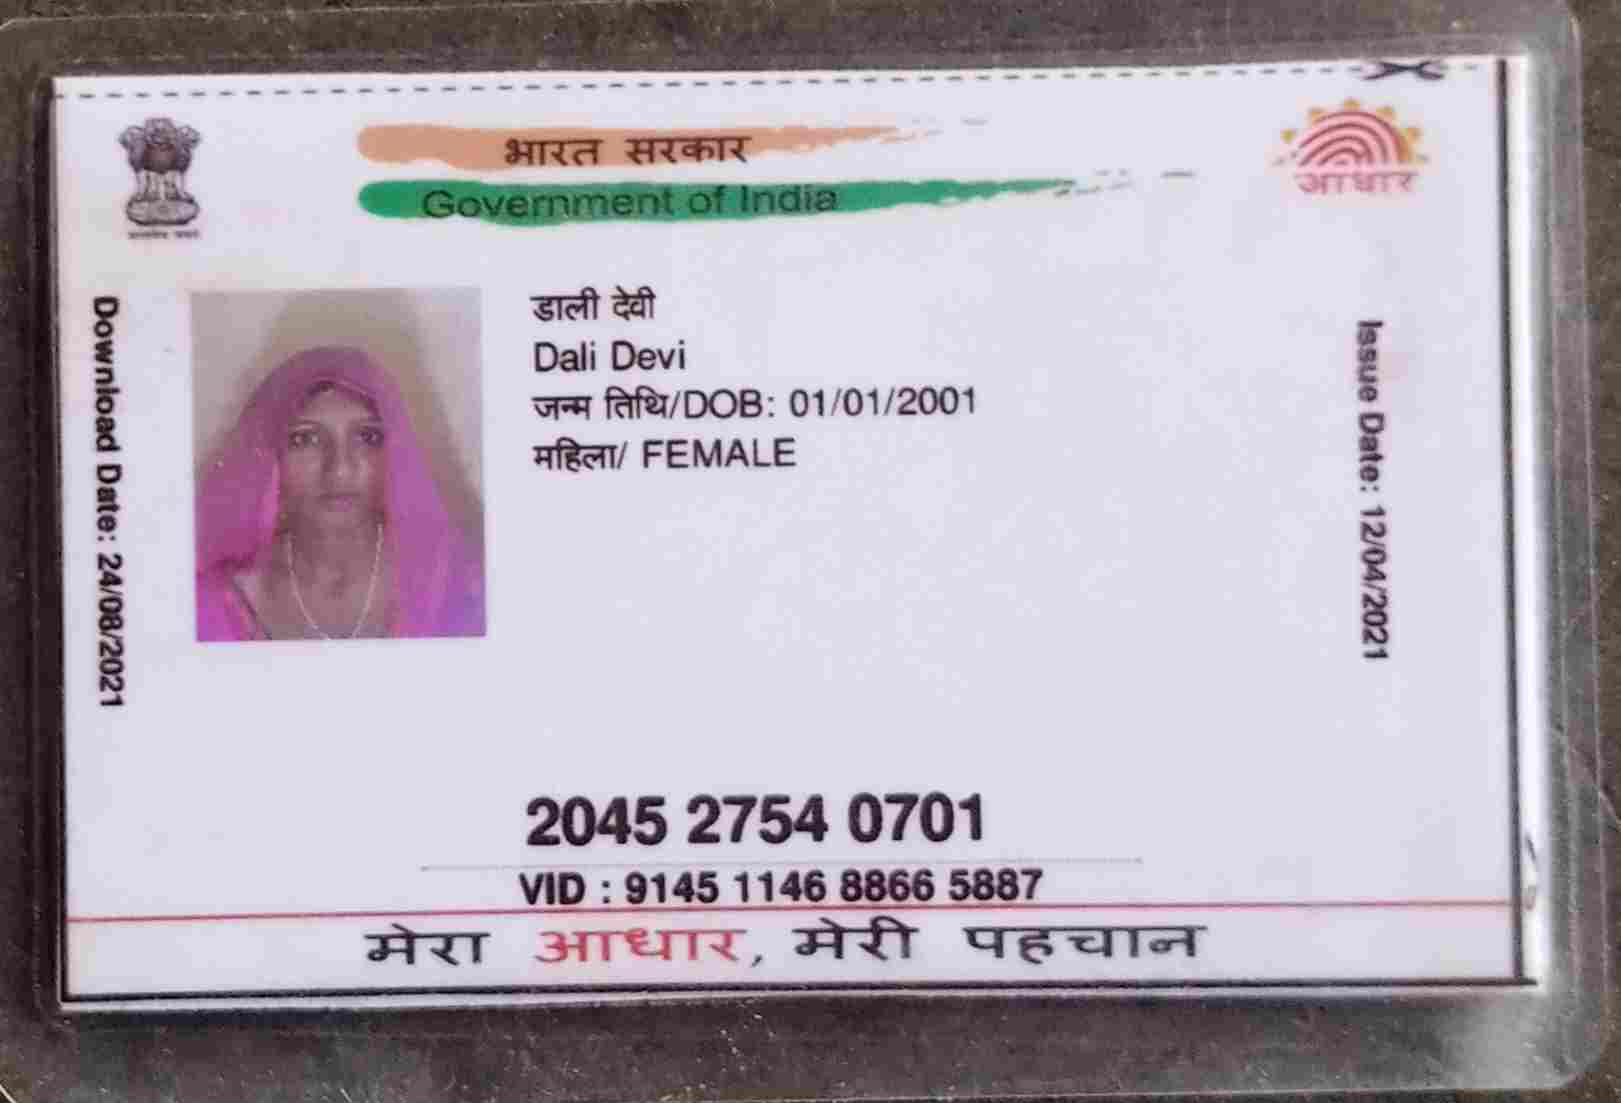 भारत सरकार
Government of India
आधार
Download Date: 24/08/2021
डाली देवी
Dali Devi
जन्म तिथि/DOB: 01/01/2001
महिला/ FEMALE
Issue Date: 12/04/2021
2045 2754 0701
VID : 9145 1146 8866 5887
मेरा आधार, मेरी पहचान